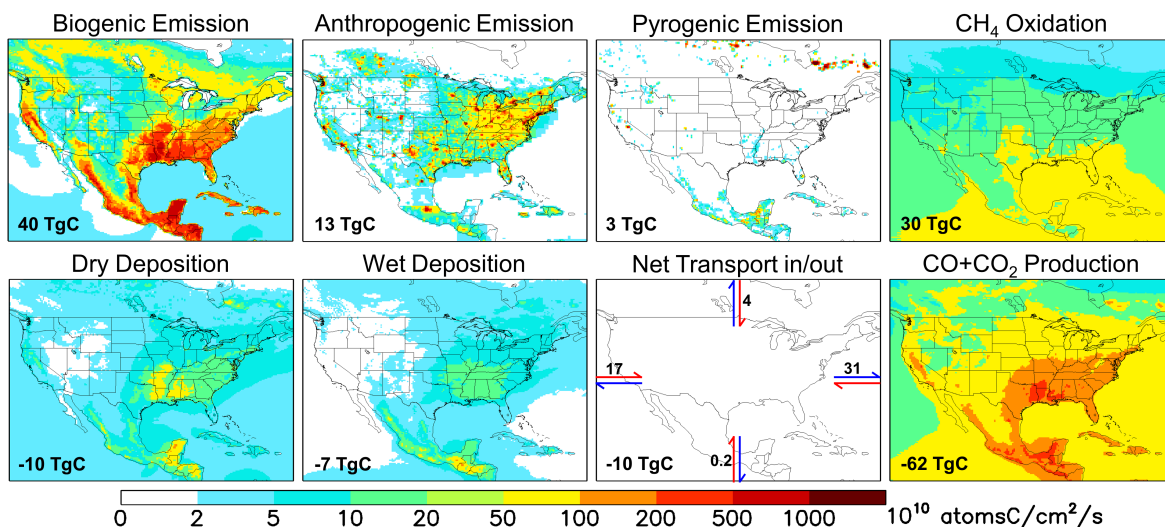 Biogenic Emission
Anthropogenic Emission
Pyrogenic Emission
CH₄ Oxidation
40 TgC
13 TgC
3 TgC
30 TgC
Dry Deposition
Wet Deposition
Net Transport in/out
CO+CO₂ Production
4
17
31
0.2
-10 TgC
-7 TgC
-10 TgC
-62 TgC
0 2 5 10 20 50 100 200 500 1000 10¹⁰ atomsC/cm²/s